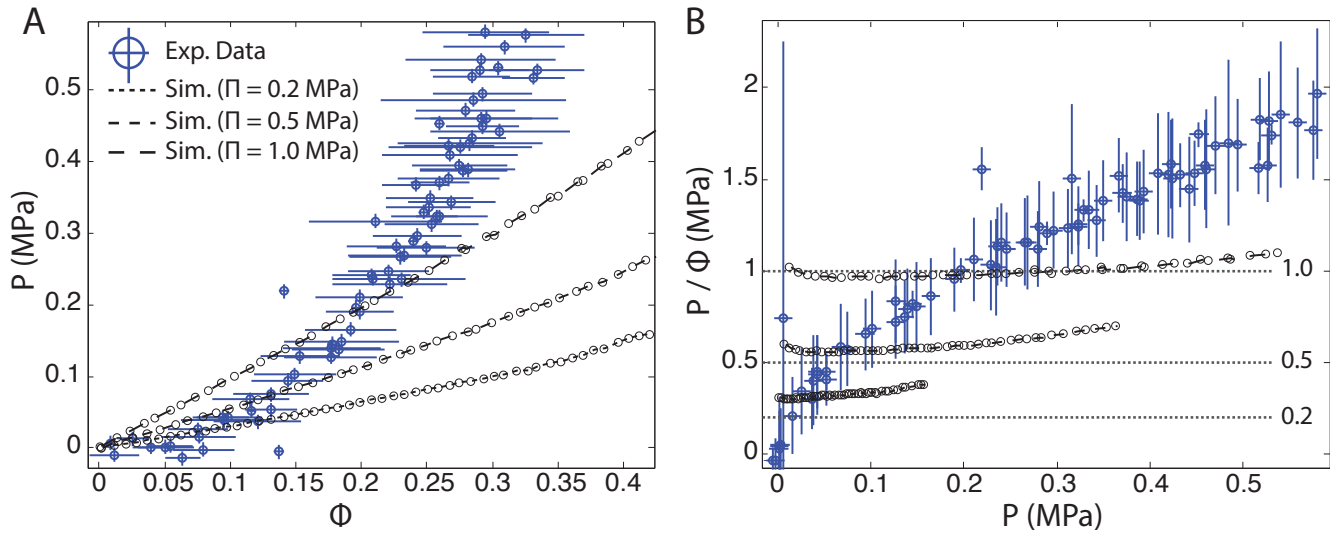 A
Exp. Data
Sim. (Π = 0.2 MPa)
Sim. (Π = 0.5 MPa)
Sim. (Π = 1.0 MPa)
P (MPa)
0.5
0.4
0.3
0.2
0.1
0
0 0.05 0.1 0.15 0.2 0.25 0.3 0.35 0.4
Φ
B
P / Φ (MPa)
2
1.5
1
0.5
0
1.0
0.5
0.2
0 0.1 0.2 0.3 0.4 0.5
P (MPa)